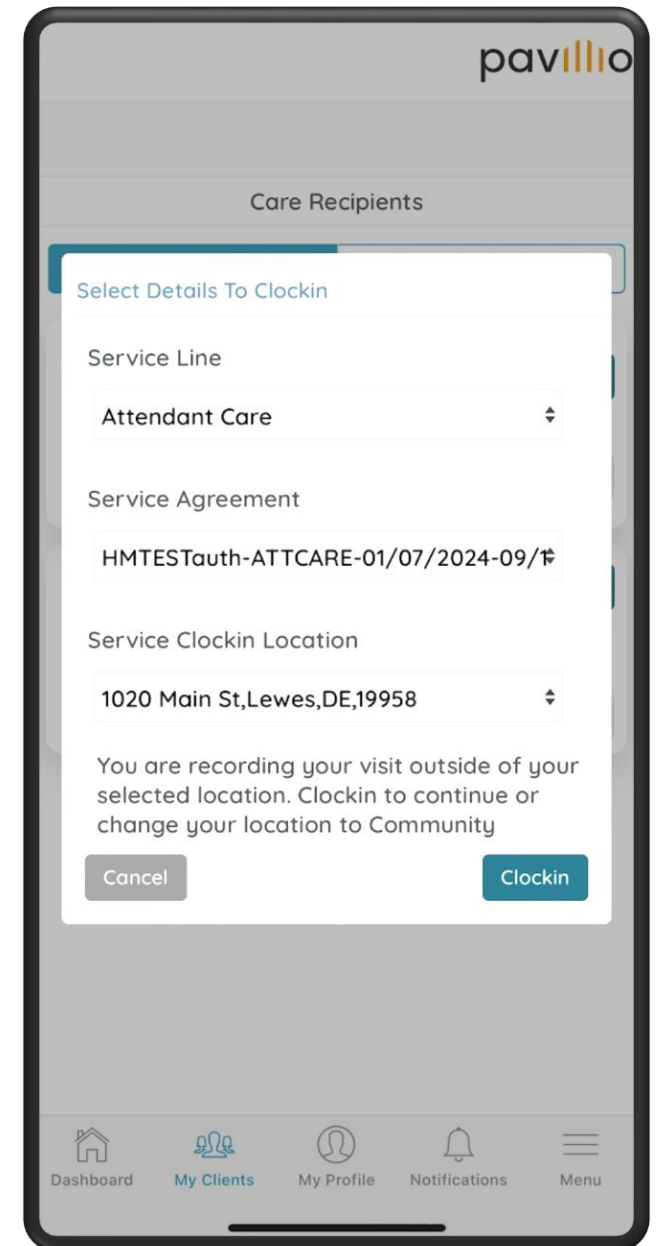 pavillio
Care Recipients
Select Details To Clockin
Service Line
Attendant Care
Service Agreement
HMTESTauth-ATTCARE-01/07/2024-09/1
Service Clockin Location
1020 Main St,Lewes,DE,19958
You are recording your visit outside of your
selected location. Clockin to continue or
change your location to Community
Cancel Clockin
Dashboard My Clients My Profile Notifications Menu